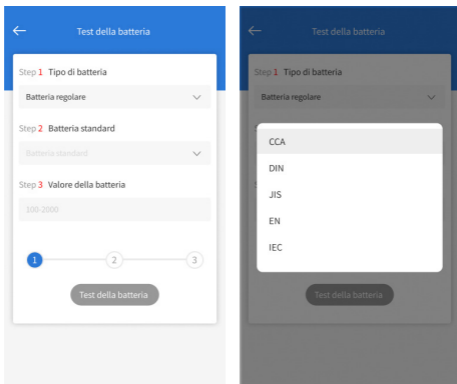 Test della batteria
Step 1 Tipo di batteria
Batteria regolare
Step 2 Batteria standard
Batteria standard
Step 3 Valore della batteria
100-2000
1 2 3
Test della batteria
Test della batteria
Step 1 Tipo di batteria
Batteria regolare
CCA
DIN
JIS
EN
IEC
Test della batteria